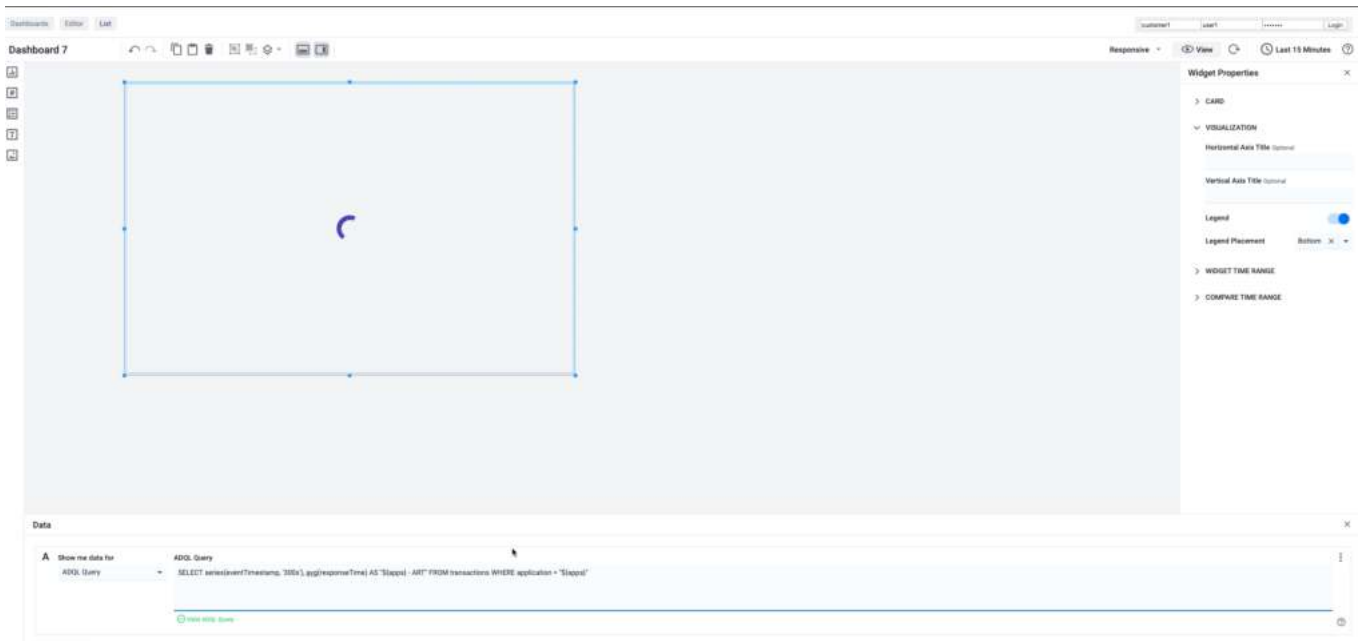 Dashboards Editor List
customer1 user1 ••••••• Login
Dashboard 7
Responsive View Last 15 Minutes
Widget Properties
CARD
VISUALIZATION
Horizontal Axis Title Optional
Vertical Axis Title Optional
Legend
Legend Placement Bottom
WIDGET TIME RANGE
COMPARE TIME RANGE
Data
A Show me data for ADQL Query
ADQL Query SELECT series(eventTimestamp, '300s'), avg(responseTime) AS "${apps} - ART" FROM transactions WHERE application = "${apps}"
Valid ADQL Query